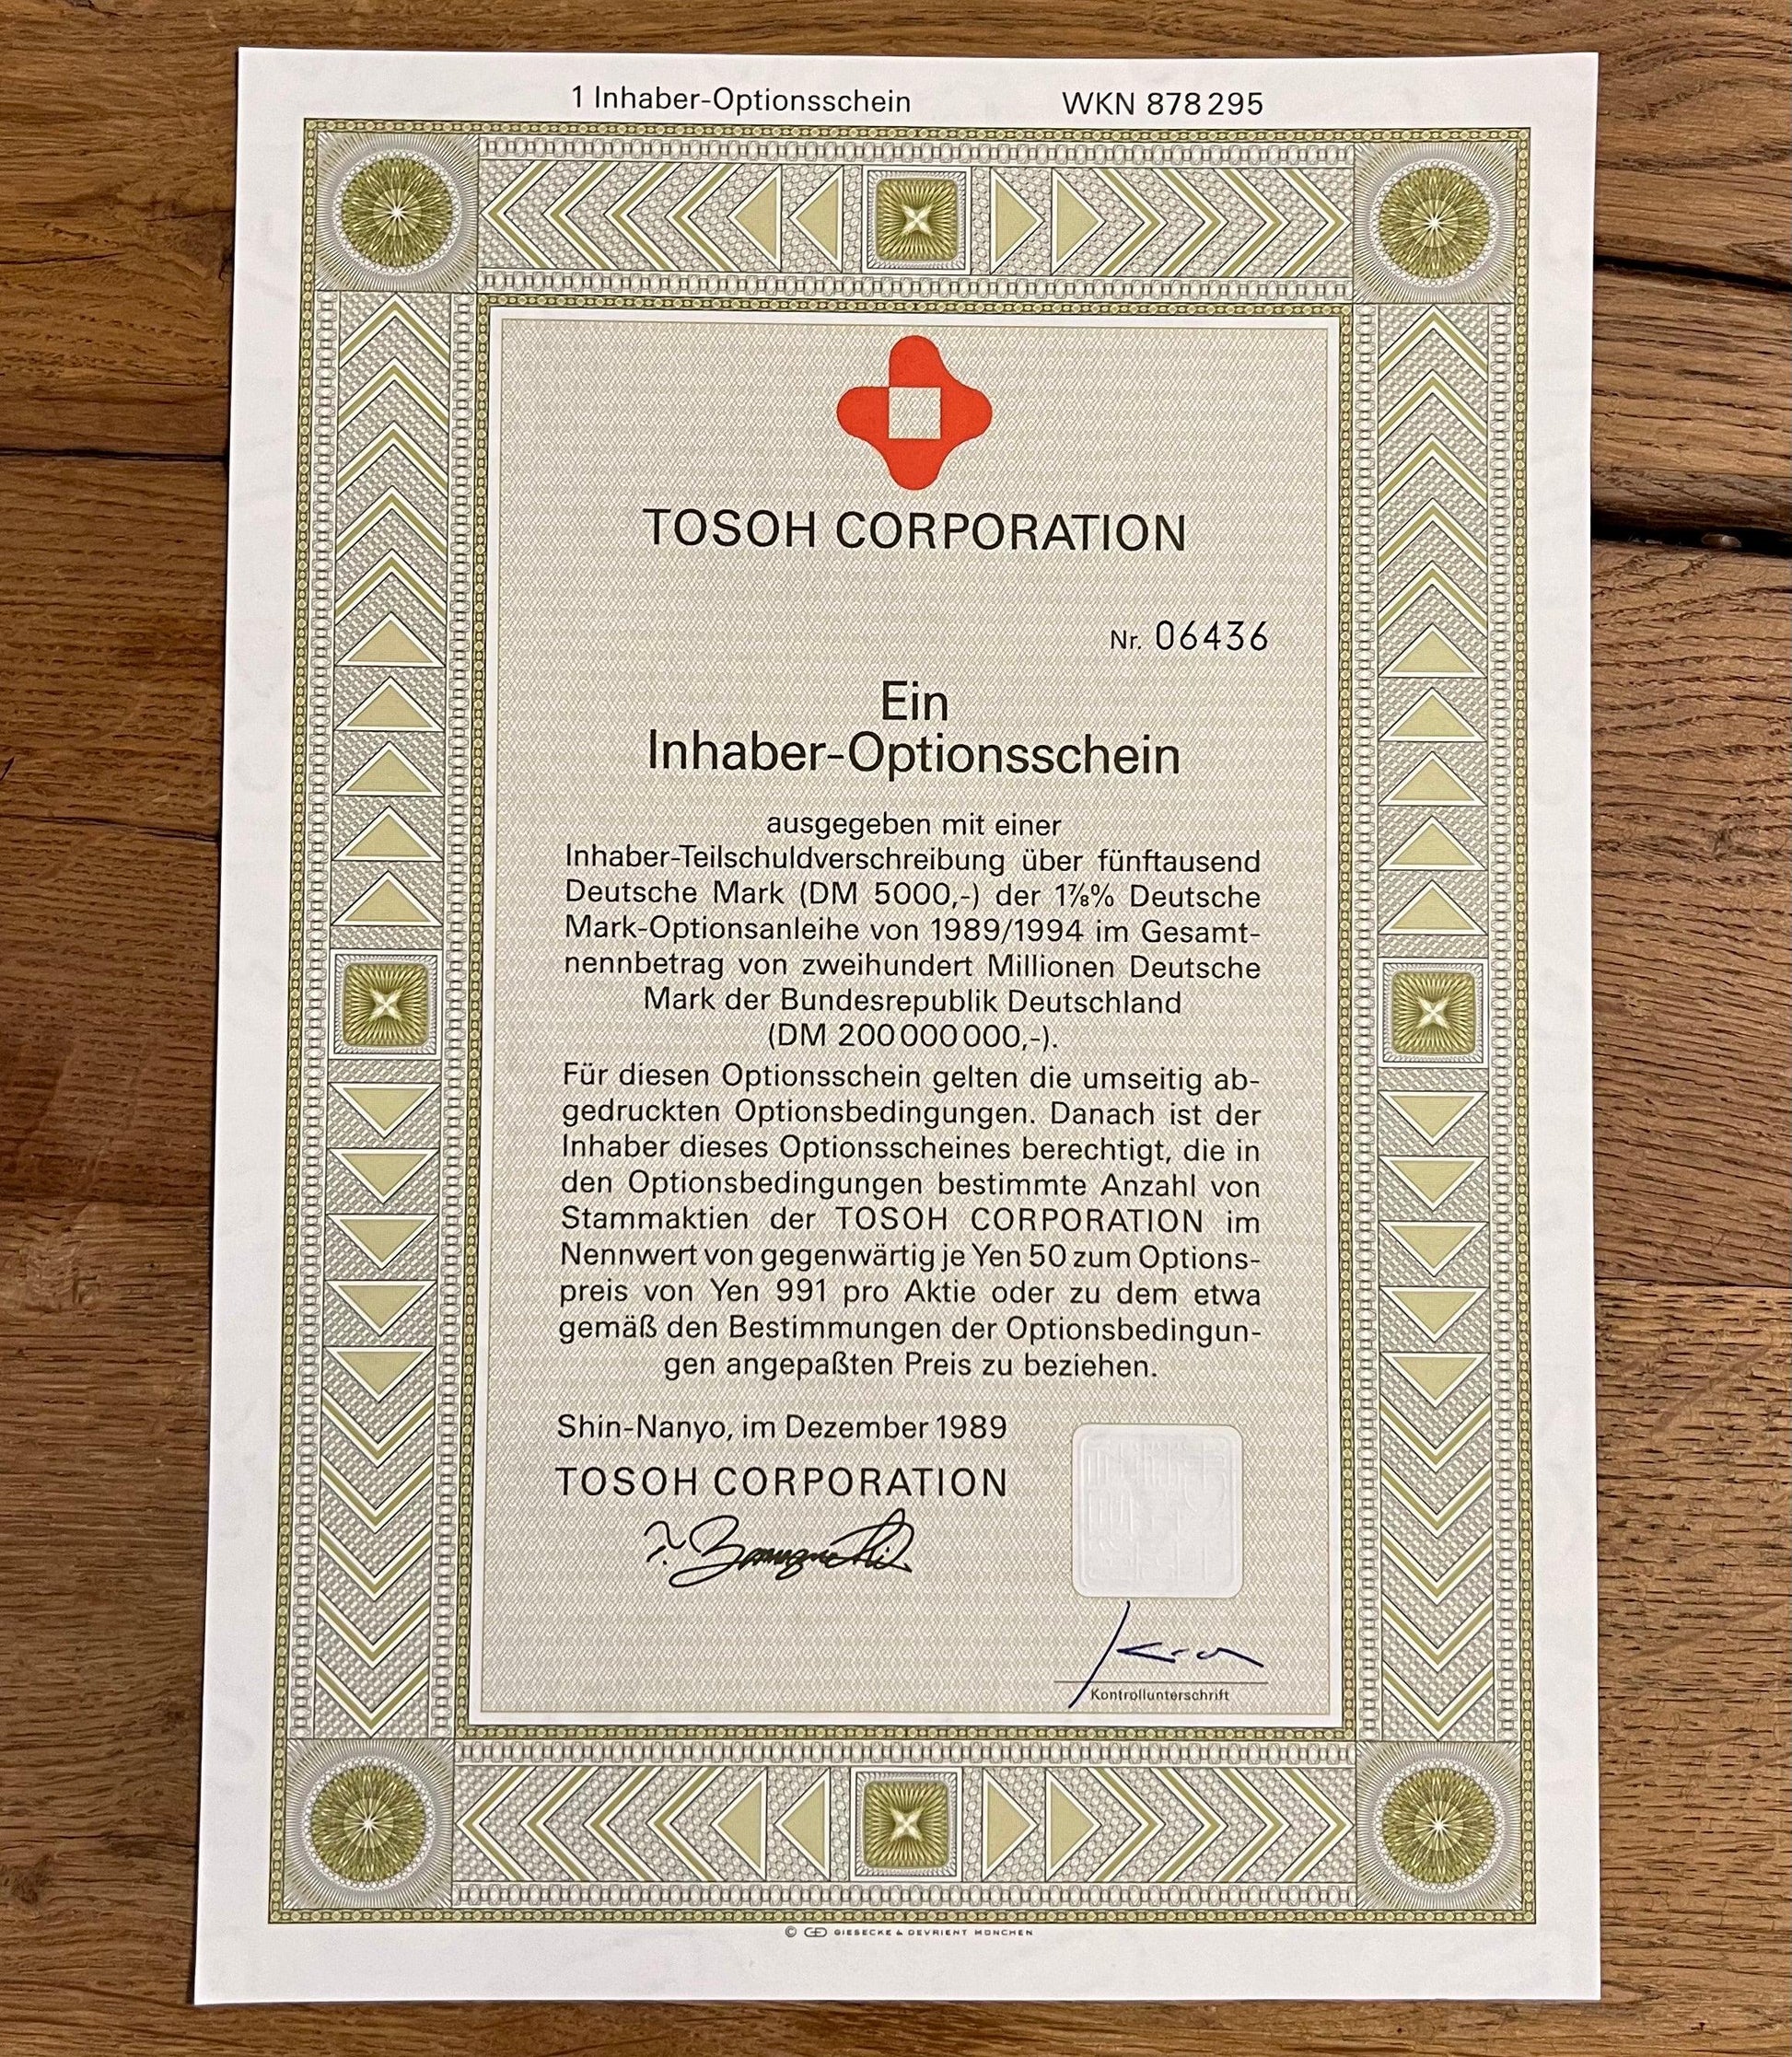 1 Inhaber-Optionsschein WKN 878 295
TOSOH CORPORATION
Nr. 06436
Ein
Inhaber-Optionsschein
ausgegeben mit einer
Inhaber-Teilschuldverschreibung über fünftausend
Deutsche Mark (DM 5000,-) der 1⅞% Deutsche
Mark-Optionsanleihe von 1989/1994 im Gesamt-
nennbetrag von zweihundert Millionen Deutsche
Mark der Bundesrepublik Deutschland
(DM 200 000 000,-).
Für diesen Optionsschein gelten die umseitig ab-
gedruckten Optionsbedingungen. Danach ist der
Inhaber dieses Optionsscheines berechtigt, die in
den Optionsbedingungen bestimmte Anzahl von
Stammaktien der TOSOH CORPORATION im
Nennwert von gegenwärtig je Yen 50 zum Options-
preis von Yen 991 pro Aktie oder zu dem etwa
gemäß den Bestimmungen der Optionsbedingun-
gen angepaßten Preis zu beziehen.
Shin-Nanyo, im Dezember 1989
TOSOH CORPORATION
Kontrollunterschrift
© GD GIESECKE & DEVRIENT MÜNCHEN